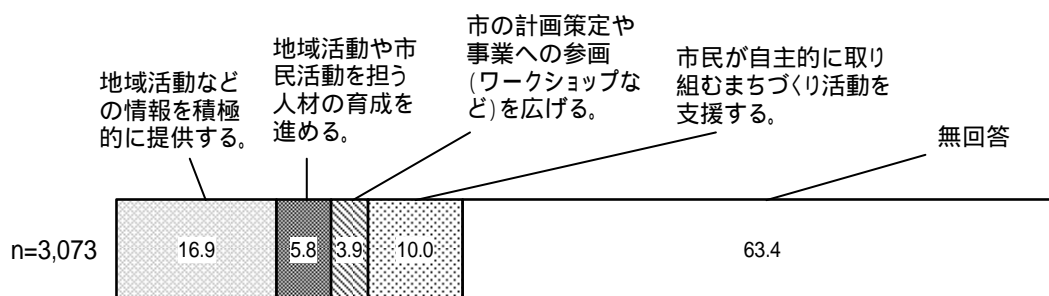 地域活動など
の情報を積極
的に提供する。
地域活動や市
民活動を担う
人材の育成を
進める。
市の計画策定や
事業への参画
(ワークショップな
ど)を広げる。
市民が自主的に取り
組むまちづくり活動を
支援する。
無回答
n=3,073
16.9
5.8
3.9
10.0
63.4